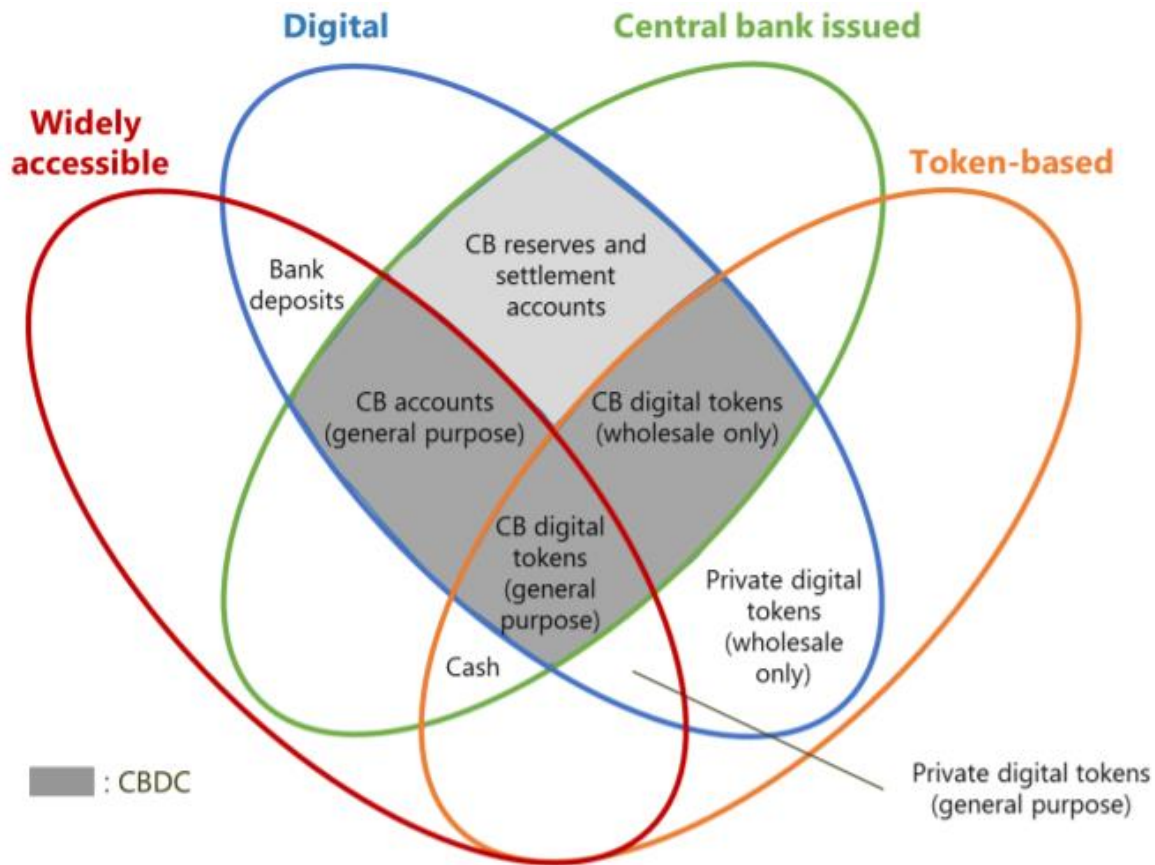 Digital
Central bank issued
Widely
accessible
Token-based
CB reserves and
settlement
accounts
Bank
deposits
CB accounts
(general purpose)
CB digital tokens
(wholesale only)
CB digital
tokens
(general
purpose)
Private digital
tokens
(wholesale
only)
Cash
: CBDC
Private digital tokens
(general purpose)